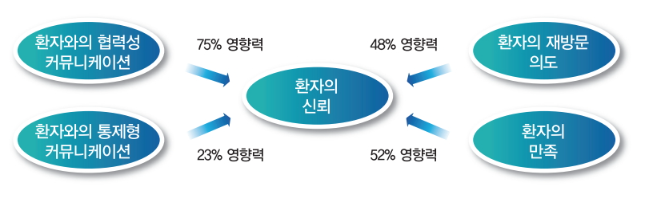 환자와의 협력성
커뮤니케이션
75% 영향력
48% 영향력
환자의 재방문
의도
환자의
신뢰
환자와의 통제형
커뮤니케이션
23% 영향력
52% 영향력
환자의
만족